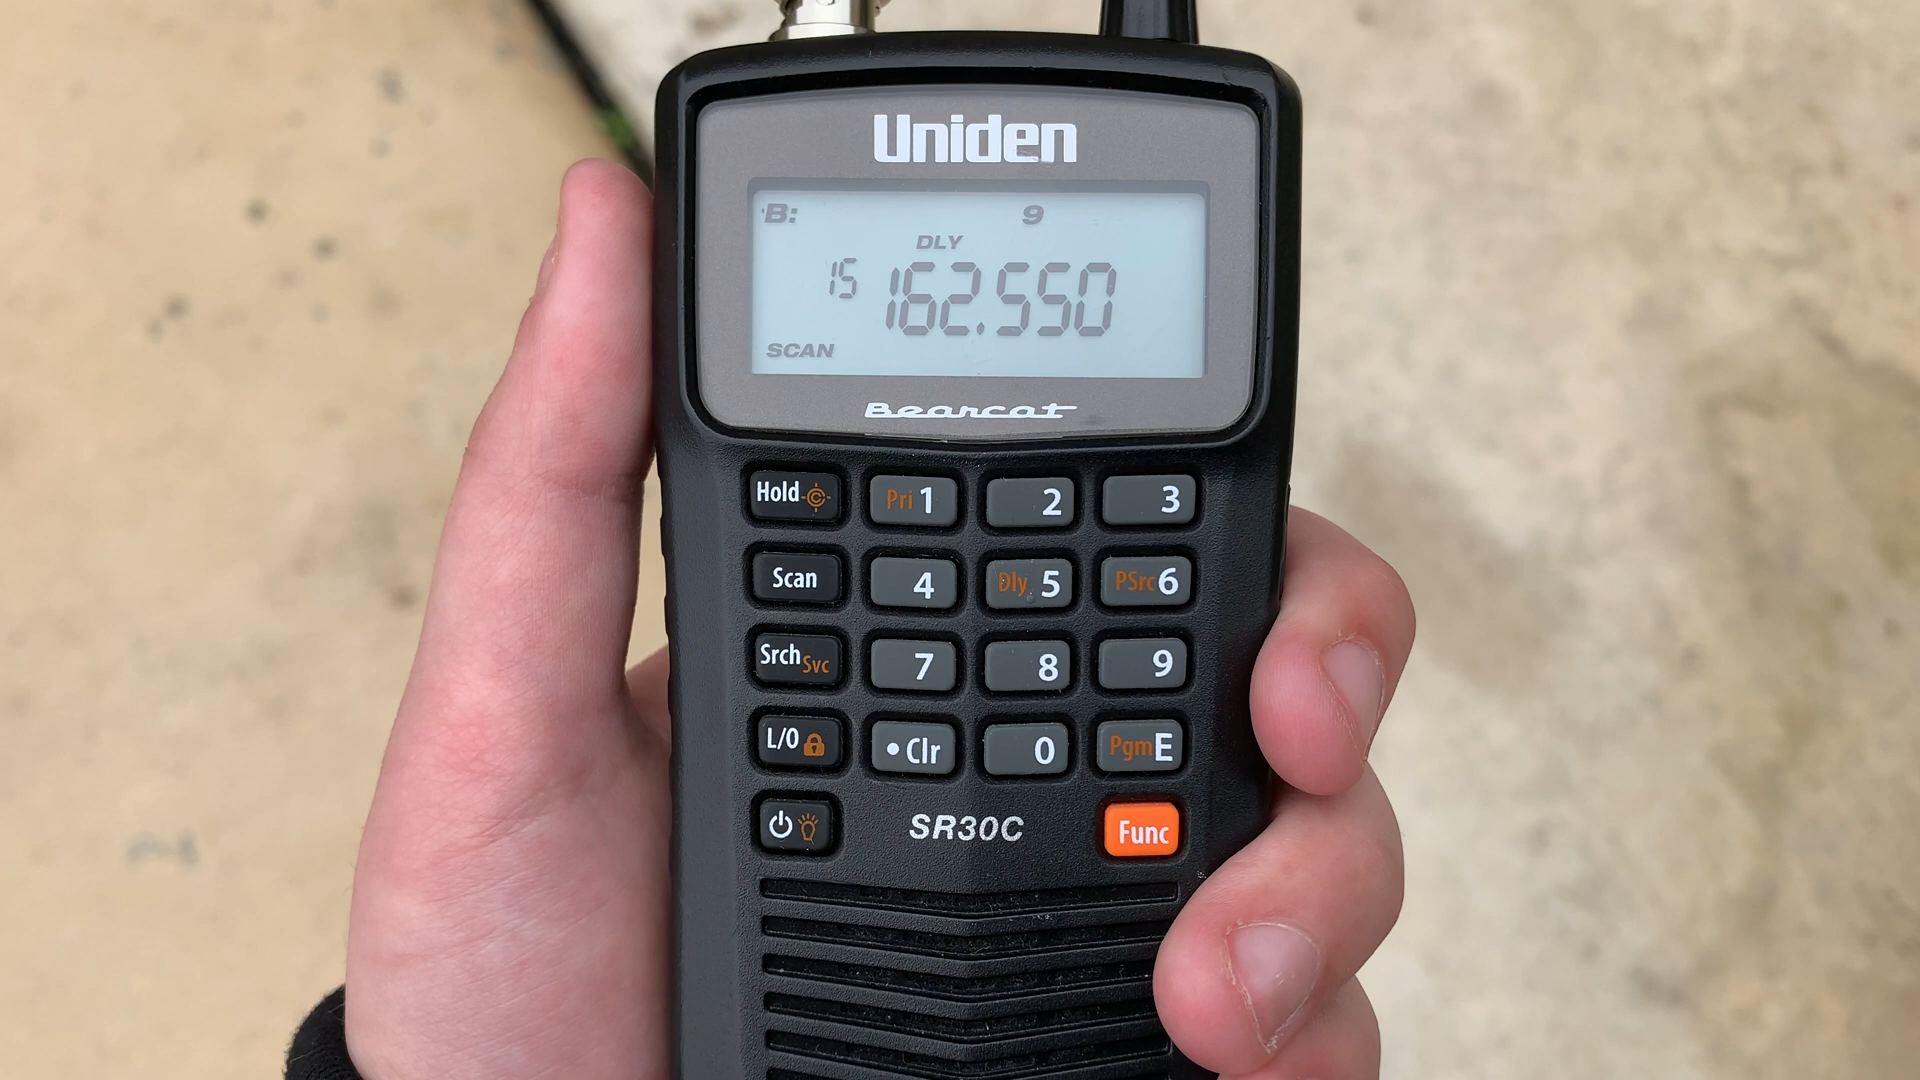 Uniden
B: 9
DLY
15 162.550
SCAN
Bearcat
Hold Pri 1 2 3
Scan 4 Dly 5 PSrc 6
Srch Svc 7 8 9
L/O • Clr 0 Pgm E
SR30C Func